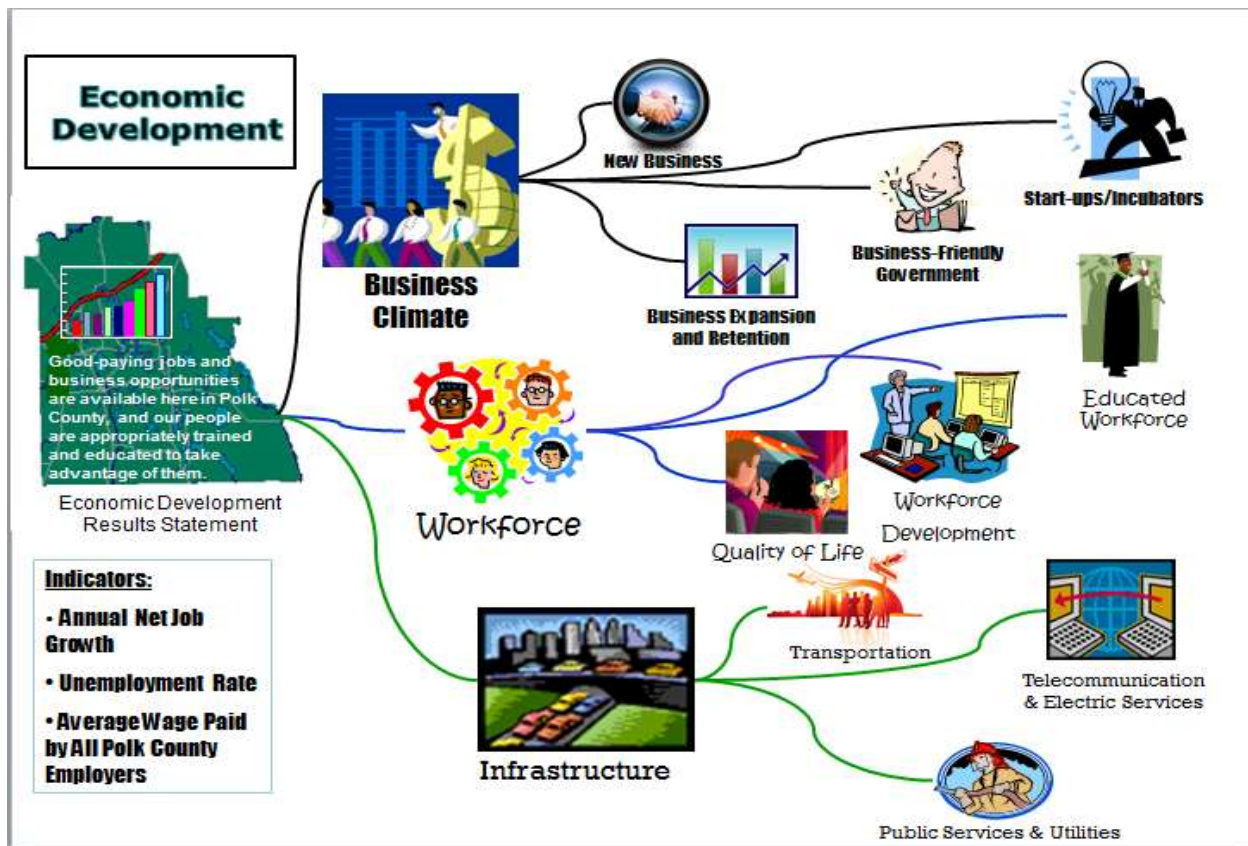 Economic
Development
New Business
Start-ups/Incubators
Business-Friendly
Government
Business
Climate
Business Expansion
and Retention
Good-paying jobs and
business opportunities
are available here in Polk
County, and our people
are appropriately trained
and educated to take
advantage of them.
Economic Development
Results Statement
Workforce
Educated
Workforce
Workforce
Development
Quality of Life
Indicators:
• Annual Net Job
Growth
• Unemployment Rate
• Average Wage Paid
by All Polk County
Employers
Infrastructure
Transportation
Telecommunication
& Electric Services
Public Services & Utilities